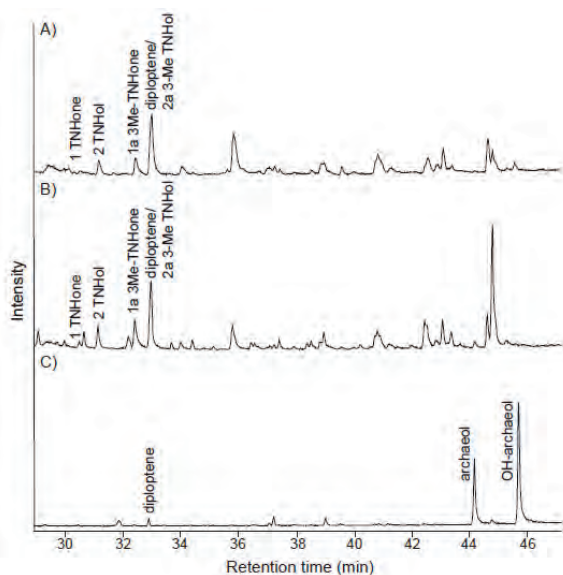 A)
1 TNHone
2 TNHol
1a 3Me-TNHone
diploptene/
2a 3-Me TNHol
B)
1 TNHone
2 TNHol
1a 3Me-TNHone
diploptene/
2a 3-Me TNHol
C)
diploptene
archaeol
OH-archaeol
Intensity
30 32 34 36 38 40 42 44 46
Retention time (min)